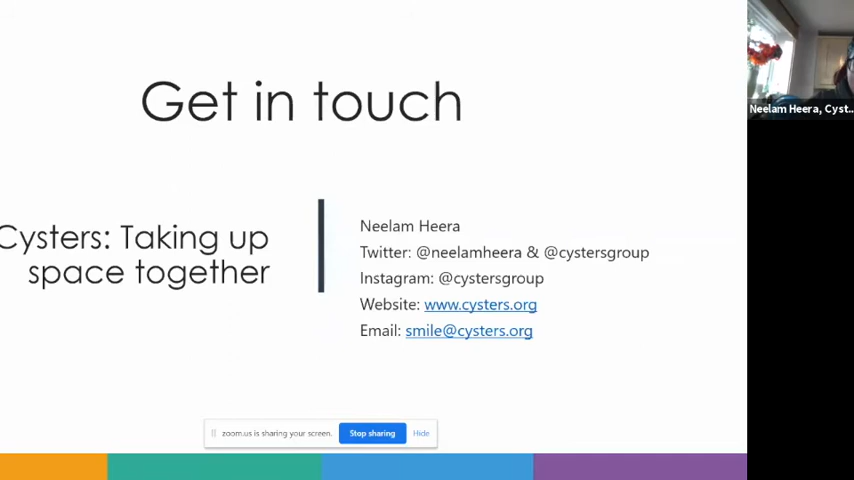 Get in touch
Cysters: Taking up
space together
Neelam Heera
Twitter: @neelamheera & @cystersgroup
Instagram: @cystersgroup
Website: www.cysters.org
Email: smile@cysters.org
zoom.us is sharing your screen. Stop sharing Hide
Neelam Heera, Cyst...